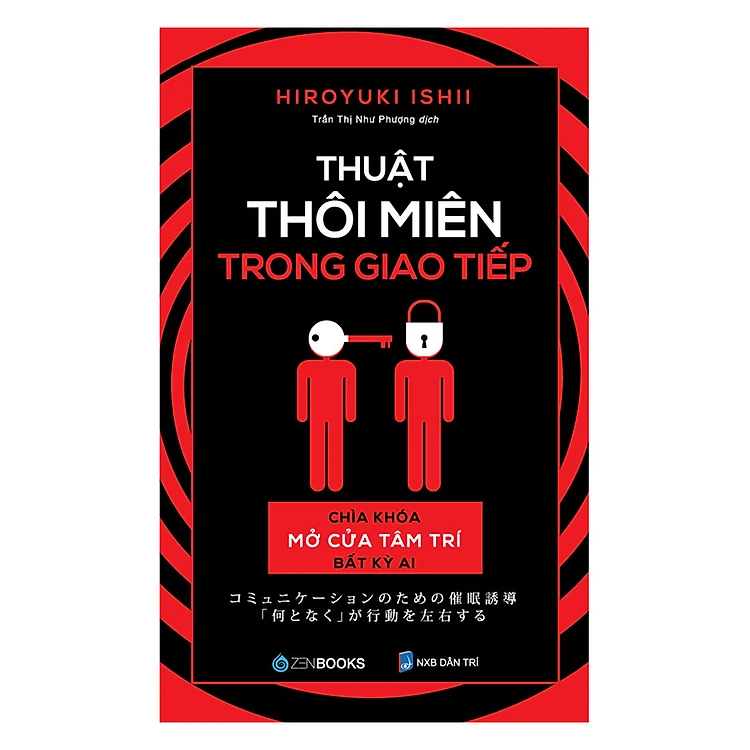 HIROYUKI ISHII
Trần Thị Như Phượng dịch
THUẬT
THÔI MIÊN
TRONG GIAO TIẾP
CHÌA KHÓA
MỞ CỬA TÂM TRÍ
BẤT KỲ AI
コミュニケーションのための催眠誘導
「何となく」が行動を左右する
ZENBOOKS
NXB DÂN TRÍ